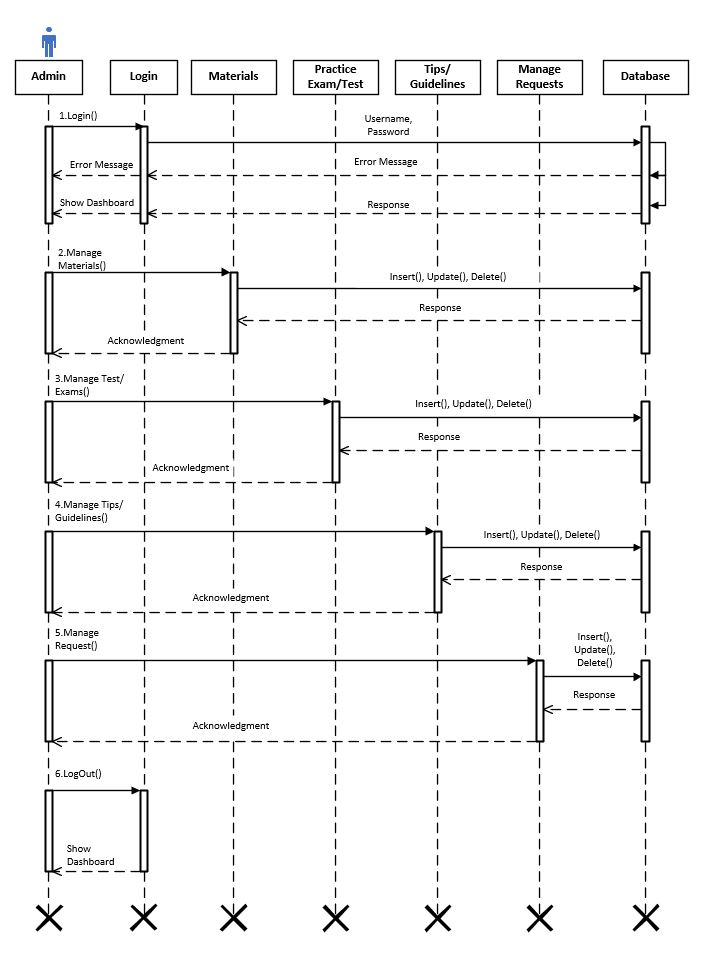 Admin
Login
Materials
Practice
Exam/Test
Tips/
Guidelines
Manage
Requests
Database
1.Login()
Username,
Password
Error Message
Error Message
Show Dashboard
Response
2.Manage
Materials()
Insert(), Update(), Delete()
Response
Acknowledgment
3.Manage Test/
Exams()
Insert(), Update(), Delete()
Response
Acknowledgment
4.Manage Tips/
Guidelines()
Insert(), Update(), Delete()
Response
Acknowledgment
5.Manage
Request()
Insert(),
Update(),
Delete()
Response
Acknowledgment
6.LogOut()
Show
Dashboard